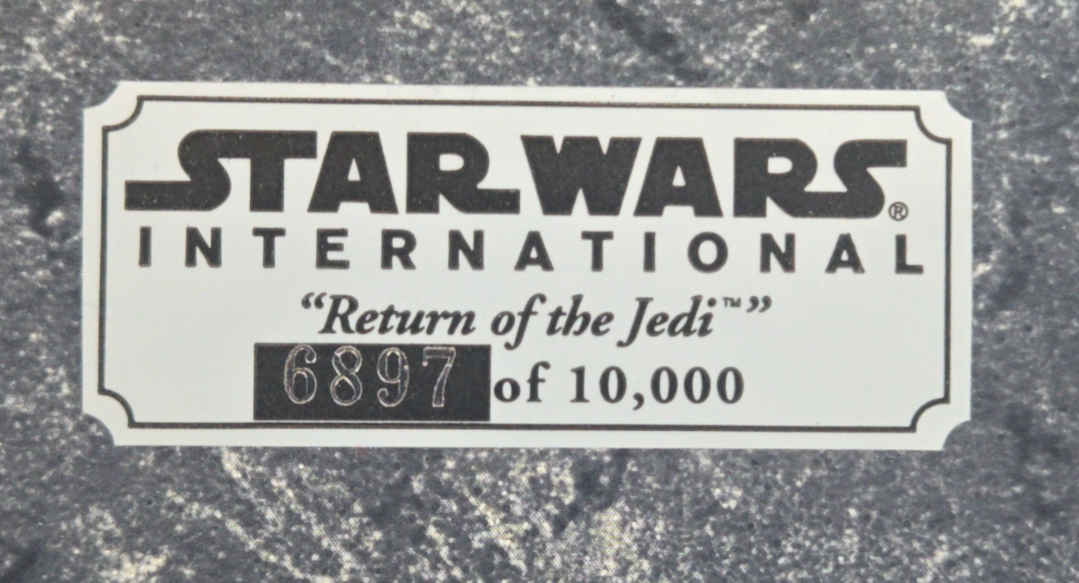 STAR WARS®
INTERNATIONAL
“Return of the Jedi™”
6897 of 10,000